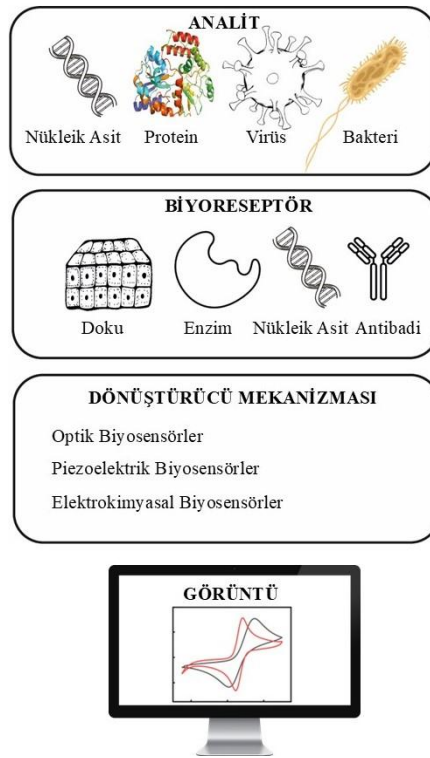 ANALİT
Nükleik Asit Protein Virüs Bakteri
BİYORESEPTÖR
Doku Enzim Nükleik Asit Antibadi
DÖNÜŞTÜRÜCÜ MEKANİZMASI
Optik Biyosensörler
Piezoelektrik Biyosensörler
Elektrokimyasal Biyosensörler
GÖRÜNTÜ